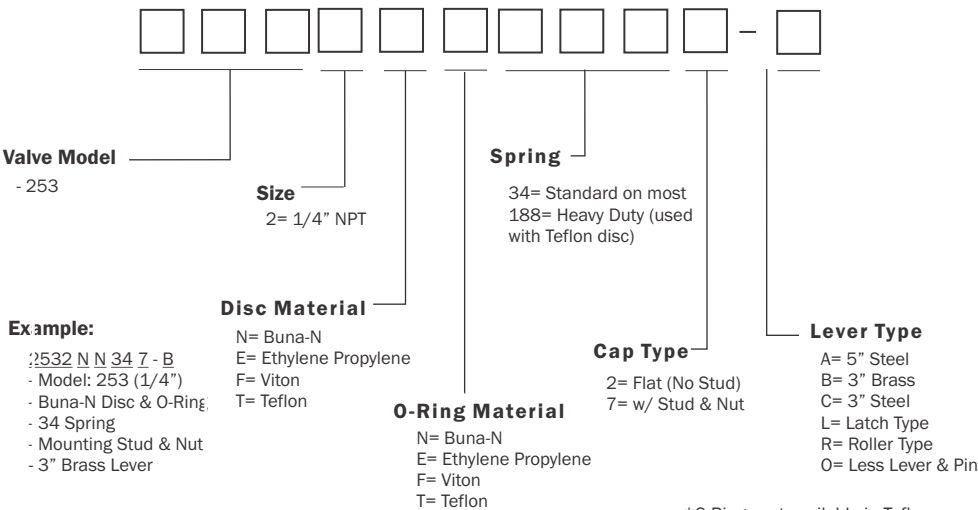 Valve Model
- 253
Size
2= 1/4” NPT
Spring
34= Standard on most
188= Heavy Duty (used
with Teflon disc)
Disc Material
N= Buna-N
E= Ethylene Propylene
F= Viton
T= Teflon
O-Ring Material
N= Buna-N
E= Ethylene Propylene
F= Viton
T= Teflon
Cap Type
2= Flat (No Stud)
7= w/ Stud & Nut
Lever Type
A= 5” Steel
B= 3” Brass
C= 3” Steel
L= Latch Type
R= Roller Type
O= Less Lever & Pin
Example:
2532 N N 34 7 - B
- Model: 253 (1/4”)
- Buna-N Disc & O-Ring
- 34 Spring
- Mounting Stud & Nut
- 3” Brass Lever